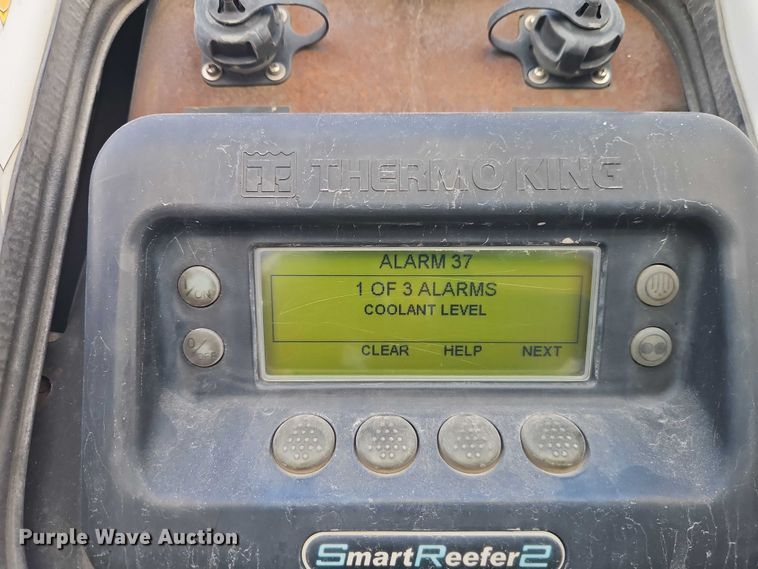 THERMO KING
ALARM 37
1 OF 3 ALARMS
COOLANT LEVEL
CLEAR HELP NEXT
ON
OFF
Purple Wave Auction®
SmartReefer2